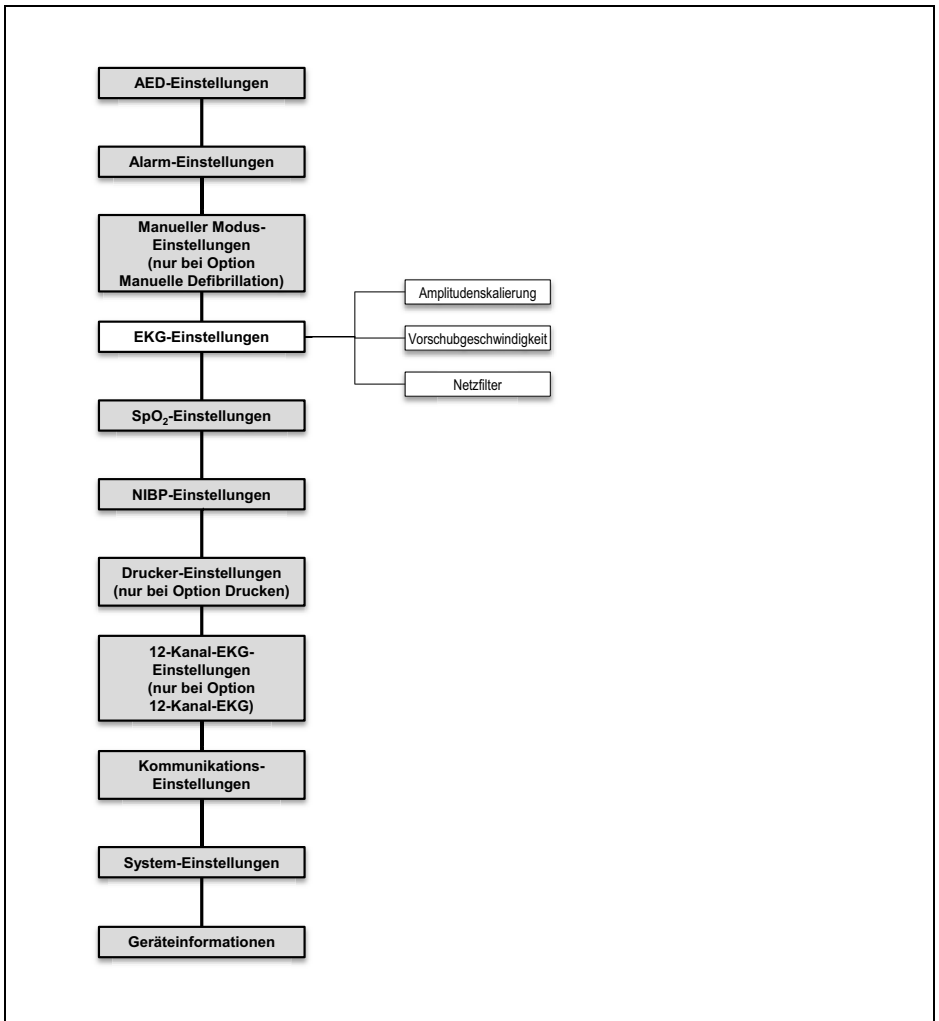 AED-Einstellungen
Alarm-Einstellungen
Manueller Modus-
Einstellungen
(nur bei Option
Manuelle Defibrillation)
EKG-Einstellungen
Amplitudenskalierung
Vorschubgeschwindigkeit
Netzfilter
SpO₂-Einstellungen
NIBP-Einstellungen
Drucker-Einstellungen
(nur bei Option Drucken)
12-Kanal-EKG-
Einstellungen
(nur bei Option
12-Kanal-EKG)
Kommunikations-
Einstellungen
System-Einstellungen
Geräteinformationen